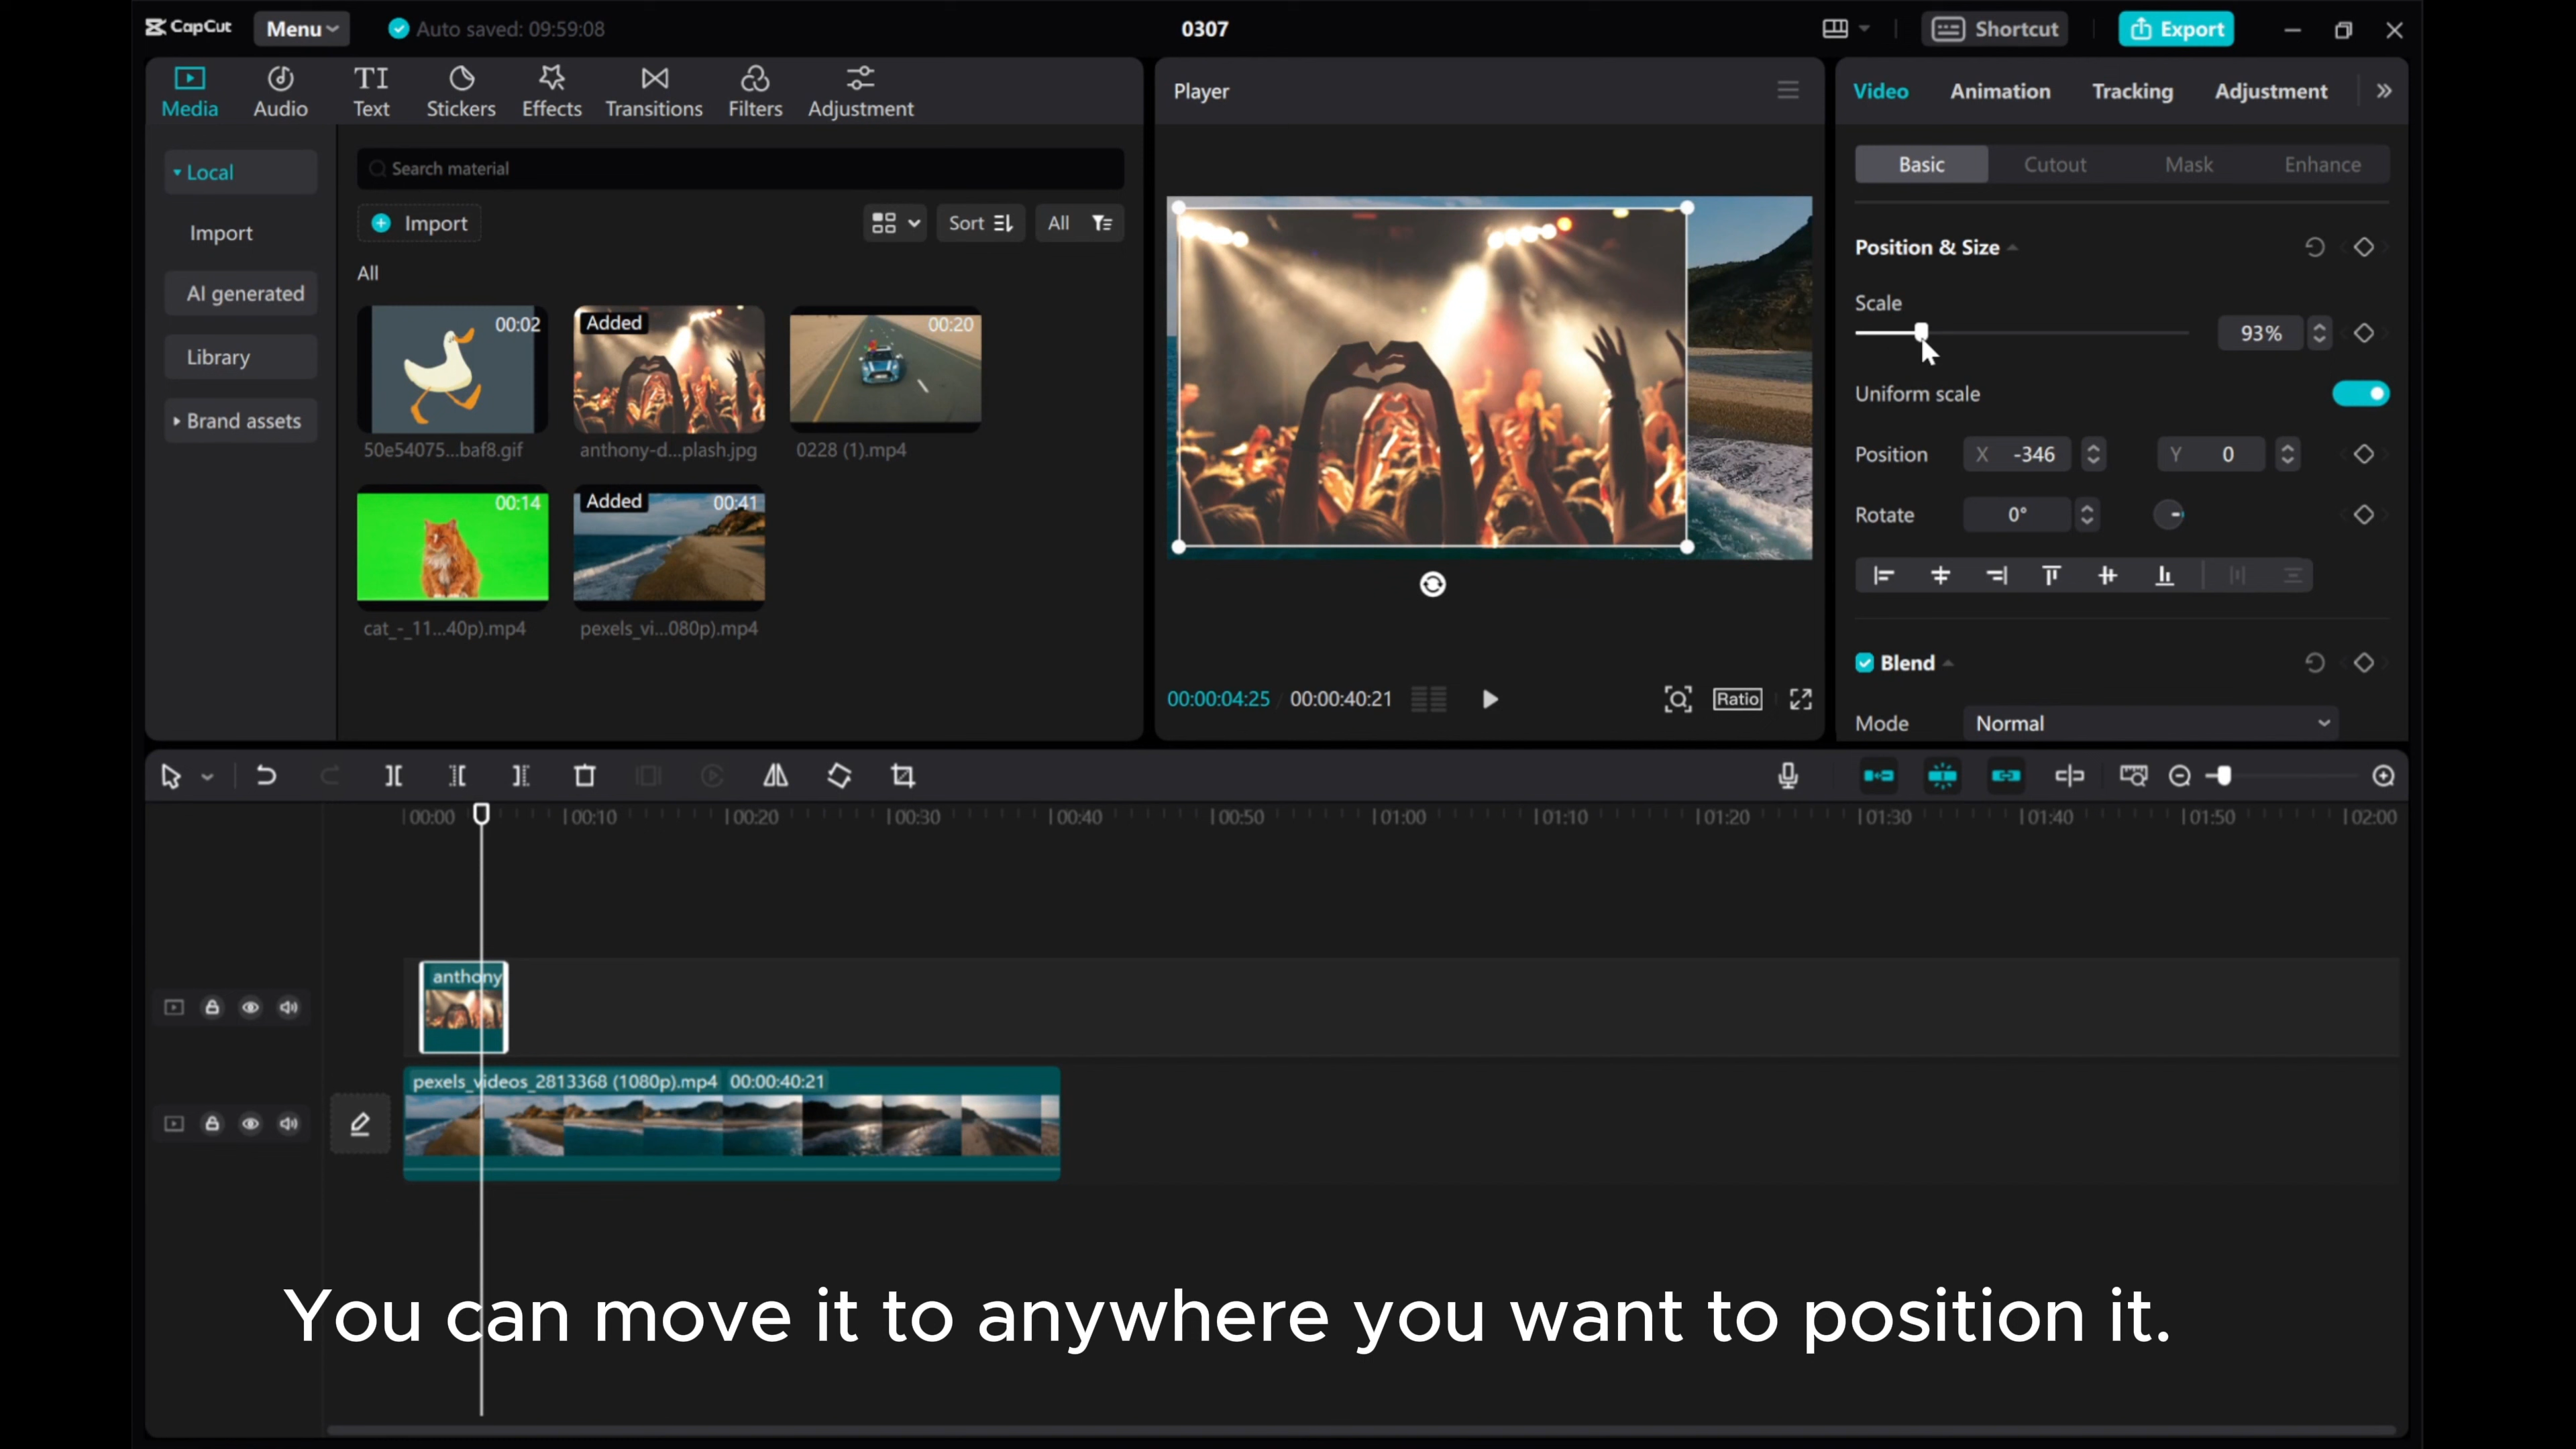 CapCut
Menu
Auto saved: 09:59:08
0307
Shortcut
Export
Media
Audio
TI
Text
Stickers
Effects
Transitions
Filters
Adjustment
Local
Import
AI generated
Library
Brand assets
Search material
Import
Sort
All
All
00:02
50e54075...baf8.gif
Added
anthony-d...plash.jpg
00:20
0228 (1).mp4
00:14
cat_-_11...40p).mp4
Added
00:41
pexels_vi...080p).mp4
Player
00:00:04:25
00:00:40:21
Ratio
Video
Animation
Tracking
Adjustment
Basic
Cutout
Mask
Enhance
Position & Size
Scale
93%
Uniform scale
Position X -346 Y 0
Rotate 0°
Blend
Mode Normal
00:00 00:10 00:20 00:30 00:40 00:50 01:00 01:10 01:20 01:30 01:40 01:50 02:00
anthony
pexels_videos_2813368 (1080p).mp4 00:00:40:21
You can move it to anywhere you want to position it.